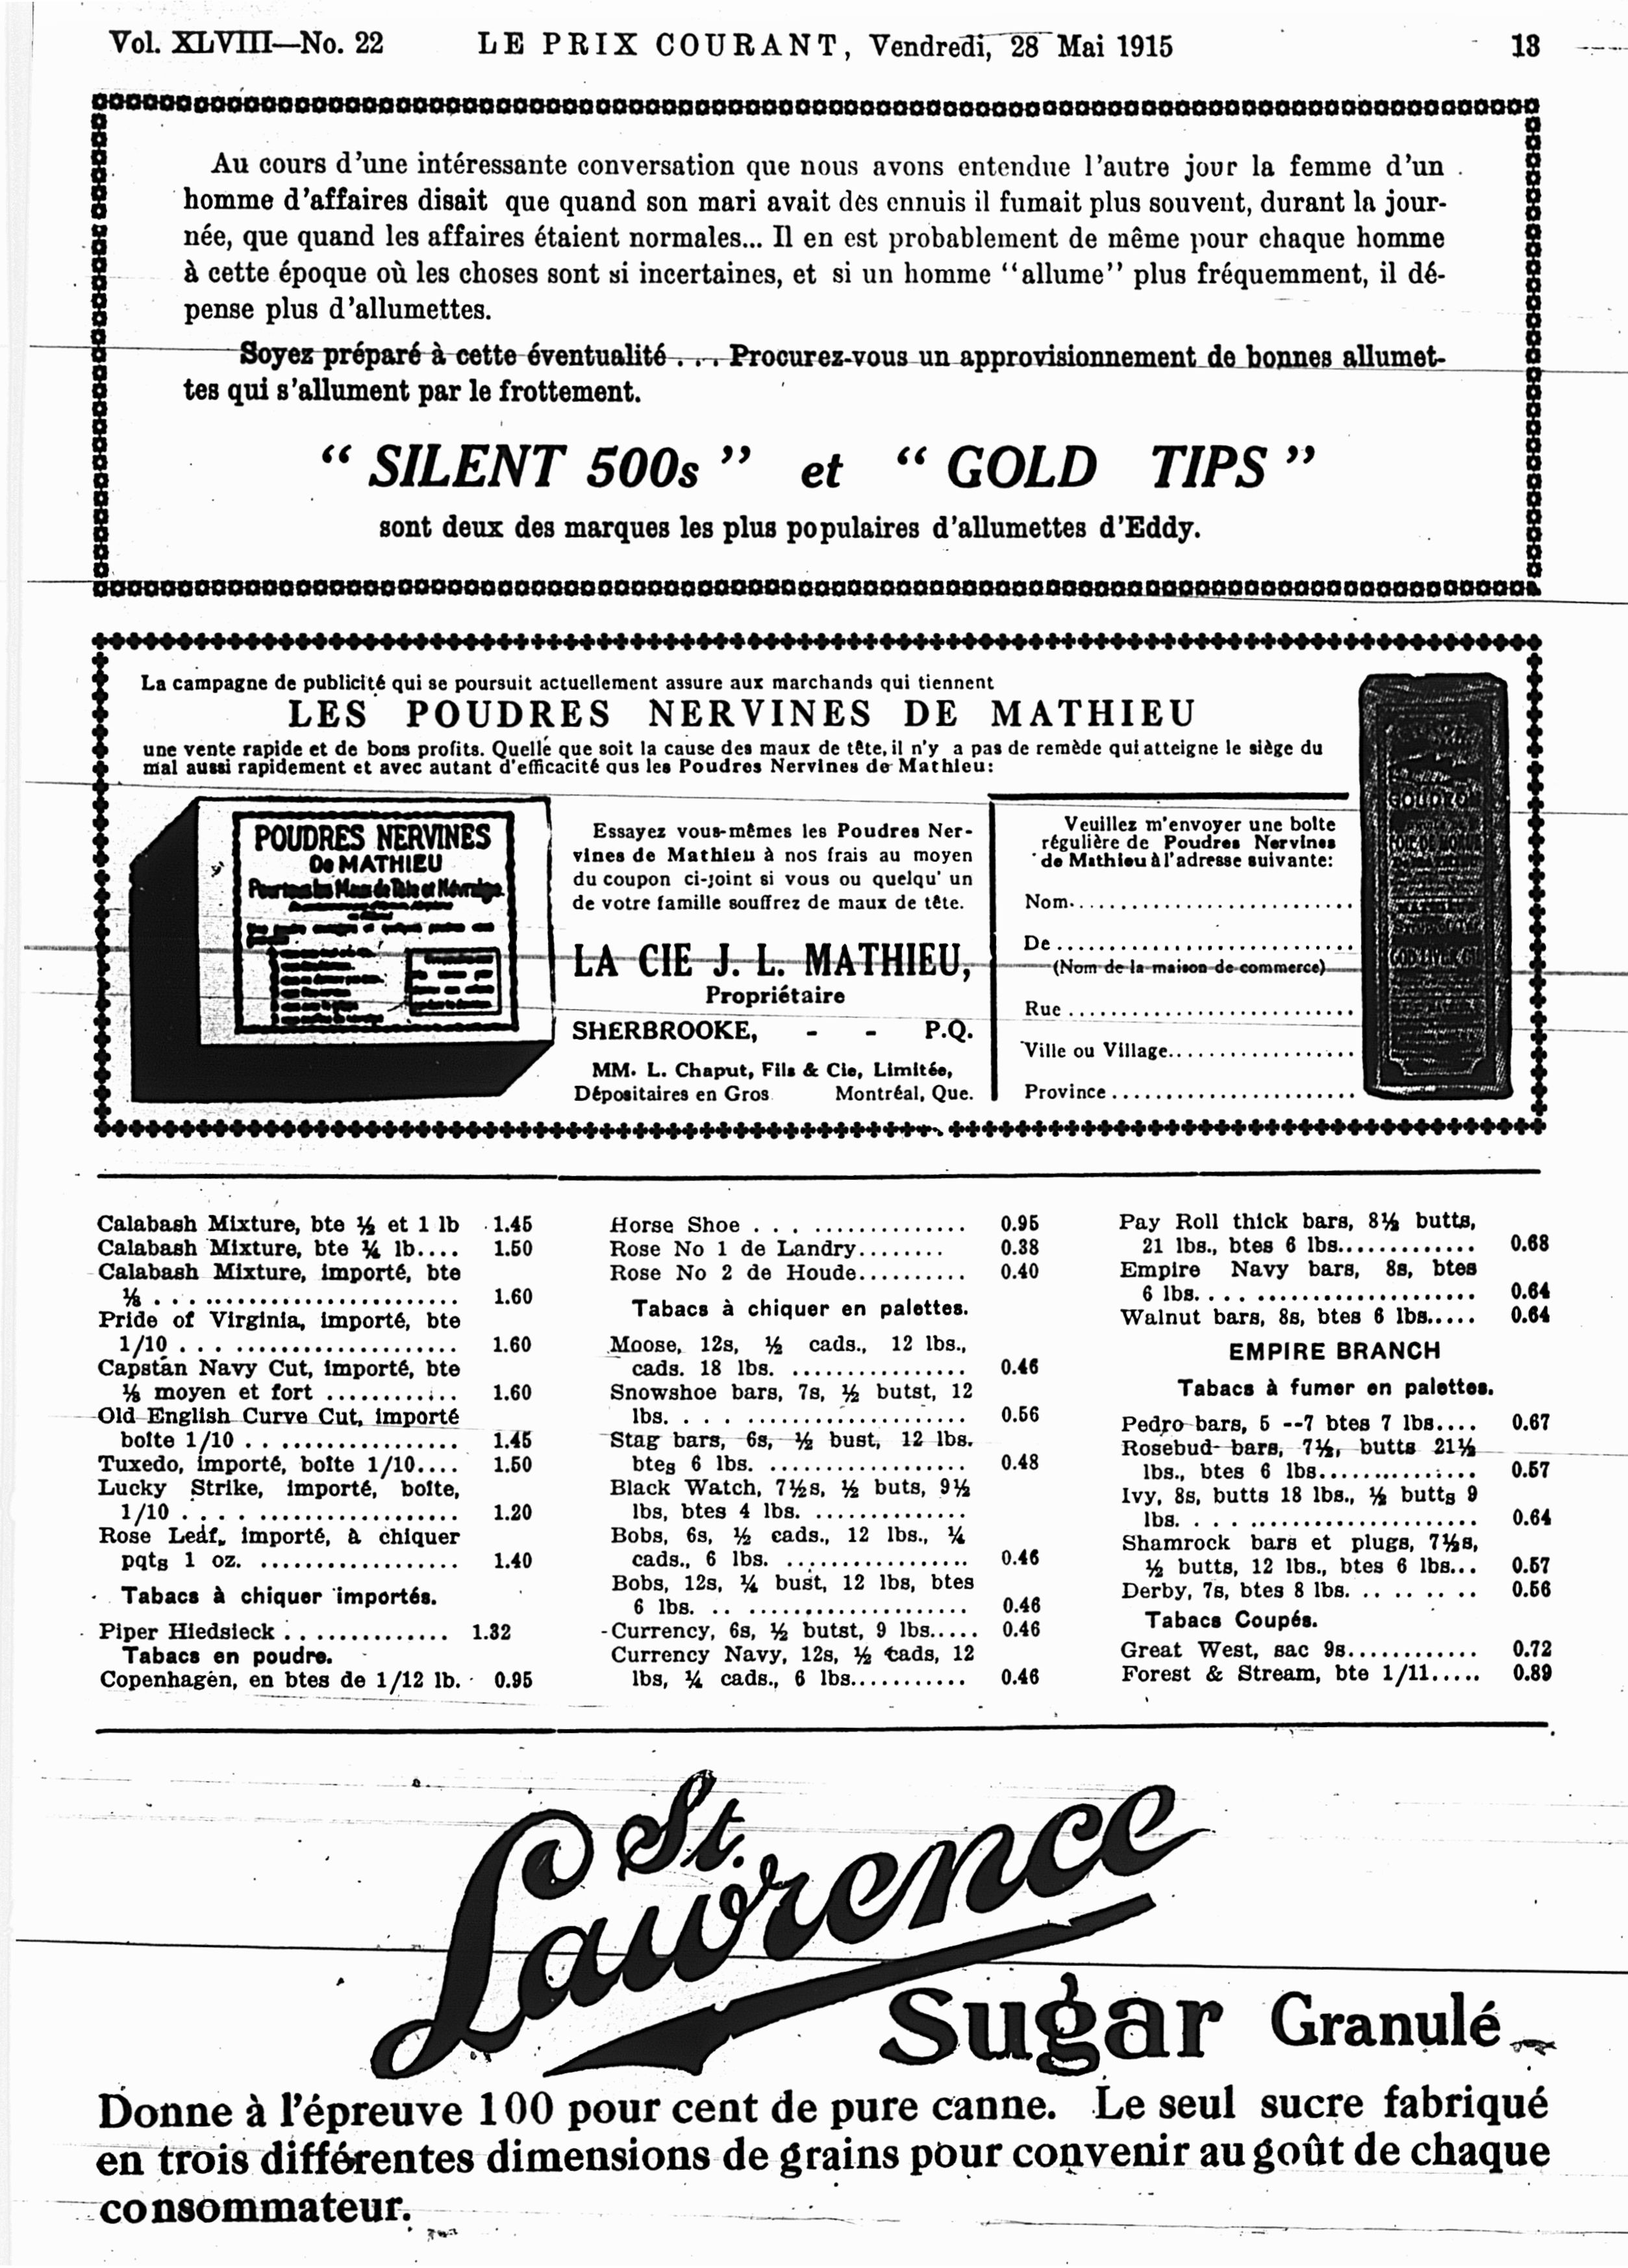 Vol. XLVIII—No. 22 LE PRIX COURANT, Vendredi, 28 Mai 1915 13
Au cours d'une intéressante conversation que nous avons entendue l'autre jour la femme d'un
homme d'affaires disait que quand son mari avait des ennuis il fumait plus souvent, durant la jour-
née, que quand les affaires étaient normales... Il en est probablement de même pour chaque homme
à cette époque où les choses sont si incertaines, et si un homme "allume" plus fréquemment, il dé-
pense plus d'allumettes.
Soyez préparé à cette éventualité.... Procurez-vous un approvisionnement de bonnes allumet-
tes qui s'allument par le frottement.
"SILENT 500s" et "GOLD TIPS"
sont deux des marques les plus populaires d'allumettes d'Eddy.
La campagne de publicité qui se poursuit actuellement assure aux marchands qui tiennent
LES POUDRES NERVINES DE MATHIEU
une vente rapide et de bons profits. Quelle que soit la cause des maux de tête, il n'y a pas de remède qui atteigne le siège du
mal aussi rapidement et avec autant d'efficacité que les Poudres Nervines de Mathieu:
POUDRES NERVINES
De MATHIEU
Pour tous les Maux de Tête et Névralgie
Essayez vous-mêmes les Poudres Ner-
vines de Mathieu à nos frais au moyen
du coupon ci-joint si vous ou quelqu' un
de votre famille souffrez de maux de tête.
LA CIE J. L. MATHIEU,
Propriétaire
SHERBROOKE, - - P.Q.
MM. L. Chaput, Fils & Cie, Limitée,
Dépositaires en Gros Montréal, Que.
Veuillez m'envoyer une boite
régulière de Poudres Nervines
de Mathieu à l'adresse suivante:
Nom............................
De............................
(Nom de la maison de commerce)
Rue............................
Ville ou Village..................
Province........................
GOUDRON
Calabash Mixture, bte ½ et 1 lb 1.45
Calabash Mixture, bte ¼ lb.... 1.50
Calabash Mixture, importé, bte
⅛ ............................ 1.60
Pride of Virginia, importé, bte
1/10 ......................... 1.60
Capstan Navy Cut, importé, bte
⅛ moyen et fort ............ 1.60
Old English Curve Cut, importé
boite 1/10 .................. 1.45
Tuxedo, importé, boîte 1/10.... 1.50
Lucky Strike, importé, boîte,
1/10 ......................... 1.20
Rose Leaf, importé, à chiquer
pqts 1 oz. .................. 1.40
Tabacs à chiquer importés.
Piper Hiedsieck .............. 1.32
Tabacs en poudre.
Copenhagen, en btes de 1/12 lb. 0.95
Horse Shoe .................. 0.95
Rose No 1 de Landry........ 0.38
Rose No 2 de Houde.......... 0.40
Tabacs à chiquer en palettes.
Moose, 12s, ½ cads., 12 lbs.,
cads. 18 lbs. ................ 0.46
Snowshoe bars, 7s, ½ butst, 12
lbs. ......................... 0.56
Stag bars, 6s, ½ bust, 12 lbs.
btes 6 lbs. .................. 0.48
Black Watch, 7½s, ½ buts, 9½
lbs, btes 4 lbs. ..............
Bobs, 6s, ½ cads., 12 lbs., ¼
cads., 6 lbs. ................. 0.46
Bobs, 12s, ¼ bust, 12 lbs, btes
6 lbs. ....................... 0.46
Currency, 6s, ½ butst, 9 lbs..... 0.46
Currency Navy, 12s, ½ cads, 12
lbs, ¼ cads., 6 lbs........... 0.46
Pay Roll thick bars, 8½ butts,
21 lbs., btes 6 lbs............. 0.68
Empire Navy bars, 8s, btes
6 lbs......................... 0.64
Walnut bars, 8s, btes 6 lbs..... 0.64
EMPIRE BRANCH
Tabacs à fumer en palettes.
Pedro bars, 5 --7 btes 7 lbs.... 0.67
Rosebud bars, 7½, butts 21½
lbs., btes 6 lbs............... 0.57
Ivy, 8s, butts 18 lbs., ½ butts 9
lbs. ......................... 0.64
Shamrock bars et plugs, 7½s,
½ butts, 12 lbs., btes 6 lbs... 0.57
Derby, 7s, btes 8 lbs. .......... 0.56
Tabacs Coupés.
Great West, sac 9s............ 0.72
Forest & Stream, bte 1/11..... 0.89
St.
Lawrence
Sugar Granulé
Donne à l'épreuve 100 pour cent de pure canne. Le seul sucre fabriqué
en trois différentes dimensions de grains pour convenir au goût de chaque
consommateur.